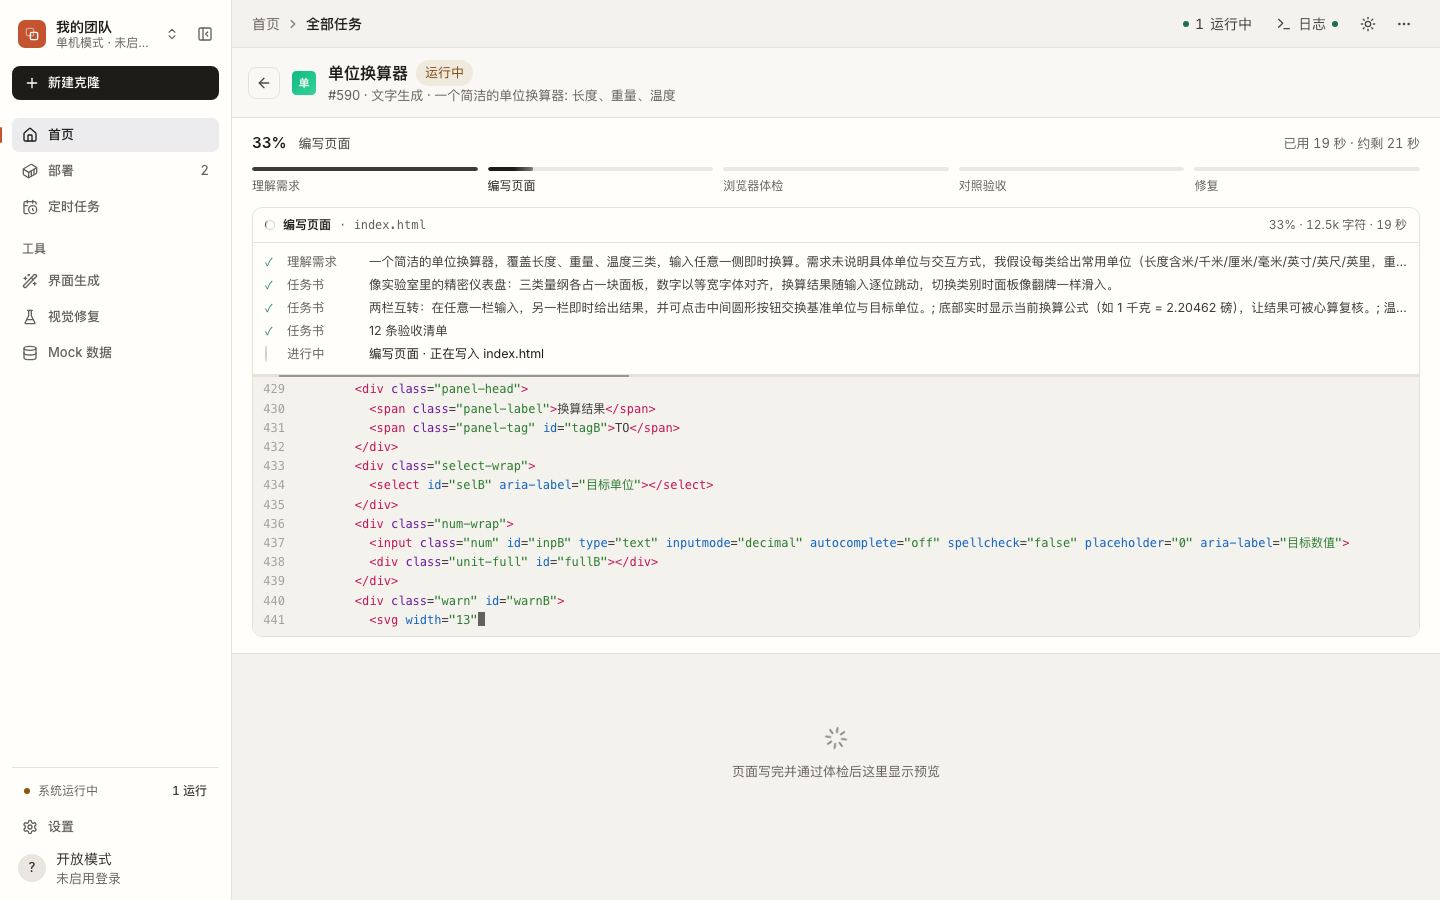 我的团队
单机模式 · 未启...
新建克隆
首页
部署 2
定时任务
工具
界面生成
视觉修复
Mock 数据
系统运行中 1 运行
设置
?
开放模式
未启用登录
首页 > 全部任务
1 运行中 日志
单
单位换算器 运行中
#590 · 文字生成 · 一个简洁的单位换算器: 长度、重量、温度
33% 编写页面 已用 19 秒 · 约剩 21 秒
理解需求 编写页面 浏览器体检 对照验收 修复
编写页面 · index.html 33% · 12.5k 字符 · 19 秒
✓ 理解需求 一个简洁的单位换算器，覆盖长度、重量、温度三类，输入任意一侧即时换算。需求未说明具体单位与交互方式，我假设每类给出常用单位（长度含米/千米/厘米/毫米/英寸/英尺/英里，重...
✓ 任务书 像实验室里的精密仪表盘：三类量纲各占一块面板，数字以等宽字体对齐，换算结果随输入逐位跳动，切换类别时面板像翻牌一样滑入。
✓ 任务书 两栏互转：在任意一栏输入，另一栏即时给出结果，并可点击中间圆形按钮交换基准单位与目标单位。; 底部实时显示当前换算公式（如 1 千克 = 2.20462 磅），让结果可被心算复核。; 温...
✓ 任务书 12 条验收清单
进行中 编写页面 · 正在写入 index.html
429 <div class="panel-head">
430 <span class="panel-label">换算结果</span>
431 <span class="panel-tag" id="tagB">TO</span>
432 </div>
433 <div class="select-wrap">
434 <select id="selB" aria-label="目标单位"></select>
435 </div>
436 <div class="num-wrap">
437 <input class="num" id="inpB" type="text" inputmode="decimal" autocomplete="off" spellcheck="false" placeholder="0" aria-label="目标数值">
438 <div class="unit-full" id="fullB"></div>
439 </div>
440 <div class="warn" id="warnB">
441 <svg width="13"
页面写完并通过体检后这里显示预览